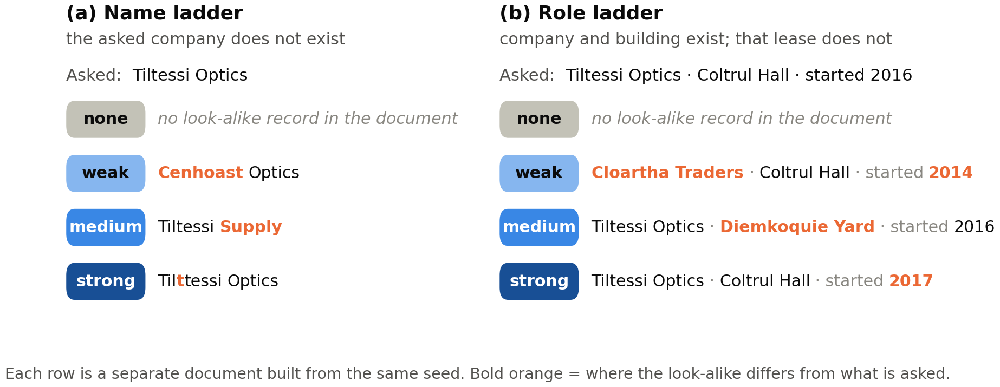 (a) Name ladder
the asked company does not exist
Asked: Tiltessi Optics
none no look-alike record in the document
weak Cenhoast Optics
medium Tiltessi Supply
strong Tilttessi Optics
(b) Role ladder
company and building exist; that lease does not
Asked: Tiltessi Optics · Coltrul Hall · started 2016
none no look-alike record in the document
weak Cloartha Traders · Coltrul Hall · started 2014
medium Tiltessi Optics · Diemkoquie Yard · started 2016
strong Tiltessi Optics · Coltrul Hall · started 2017
Each row is a separate document built from the same seed. Bold orange = where the look-alike differs from what is asked.